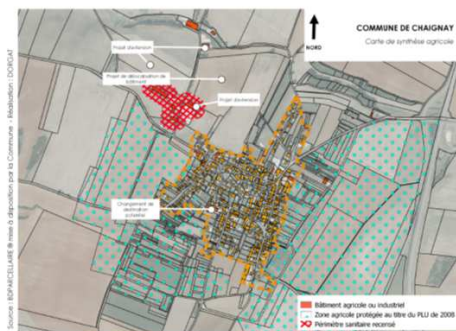 COMMUNE DE CHAIGNAY
Carte de synthèse agricole
NORD
Projet d'extension
Projet de délocalisation de
bâtiment
Projet d'extension
Changement de
destination
potentiel
Bâtiment agricole ou industriel
Zone agricole protégée au titre du PLU de 2008
Périmètre sanitaire recensé
Source : BDPARCELLAIRE ® mise à disposition par la Commune - Réalisation : DORGAT